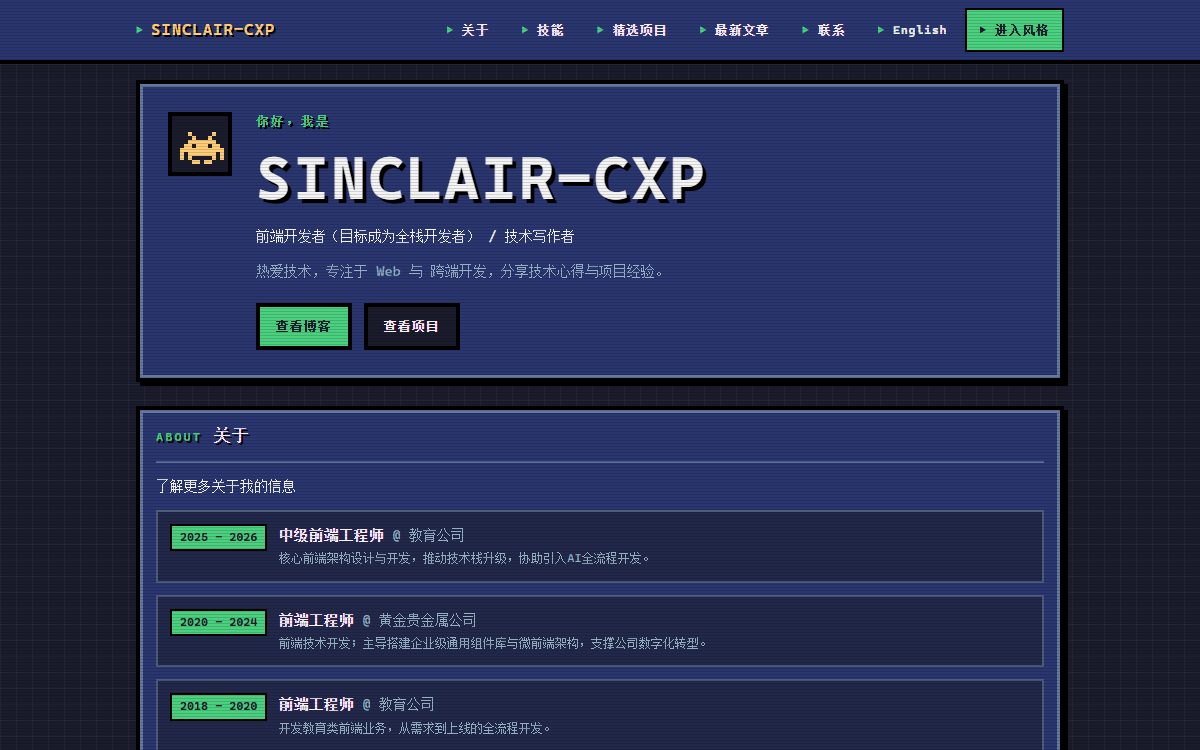 SINCLAIR-CXP 关于 技能 精选项目 最新文章 联系 English 进入风格
你好，我是
SINCLAIR-CXP
前端开发者（目标成为全栈开发者） / 技术写作者
热爱技术，专注于 Web 与 跨端开发，分享技术心得与项目经验。
查看博客 查看项目
ABOUT 关于
了解更多关于我的信息
2025 - 2026 中级前端工程师 @ 教育公司
核心前端架构设计与开发，推动技术栈升级，协助引入AI全流程开发。
2020 - 2024 前端工程师 @ 黄金贵金属公司
前端技术开发；主导搭建企业级通用组件库与微前端架构，支撑公司数字化转型。
2018 - 2020 前端工程师 @ 教育公司
开发教育类前端业务，从需求到上线的全流程开发。